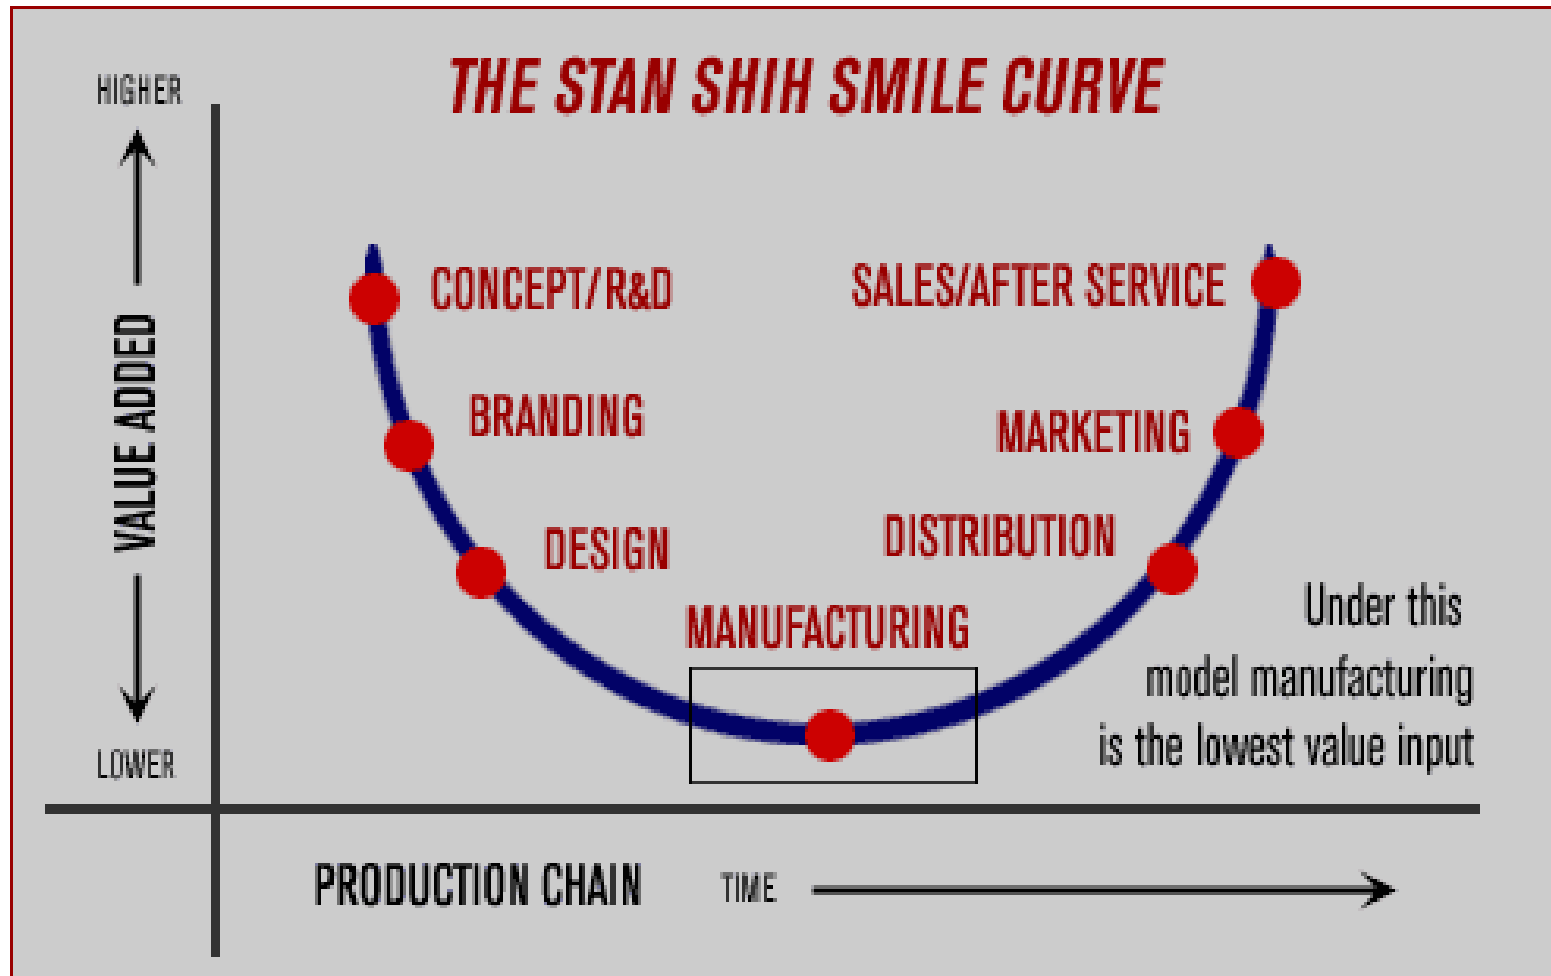 THE STAN SHIH SMILE CURVE
HIGHER
VALUE ADDED
LOWER
CONCEPT/R&D
BRANDING
DESIGN
MANUFACTURING
DISTRIBUTION
MARKETING
SALES/AFTER SERVICE
Under this
model manufacturing
is the lowest value input
PRODUCTION CHAIN
TIME